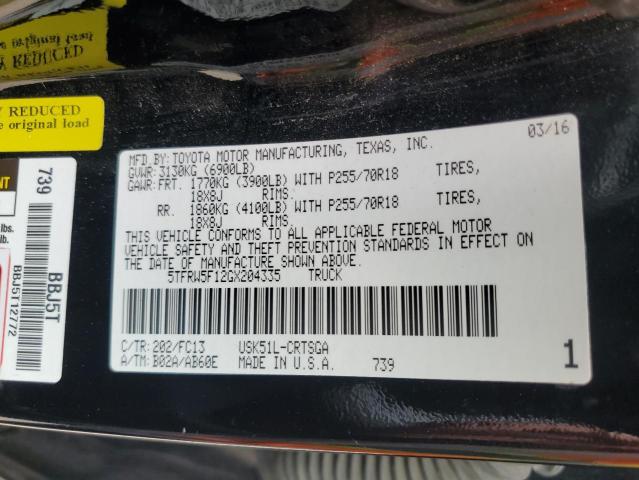 Y REDUCED
e original load
NT
lbs.
lb.
739
BBJ5T
BBJ5T12772
03/16
MFD BY: TOYOTA MOTOR MANUFACTURING, TEXAS, INC.
GVWR: 3130KG (6900LB)
GAWR: FRT. 1770KG (3900LB) WITH P255/70R18 TIRES,
18X8J RIMS.
RR. 1860KG (4100LB) WITH P255/70R18 TIRES,
18X8J RIMS.
THIS VEHICLE CONFORMS TO ALL APPLICABLE FEDERAL MOTOR
VEHICLE SAFETY AND THEFT PREVENTION STANDARDS IN EFFECT ON
THE DATE OF MANUFACTURE SHOWN ABOVE.
5TFRW5F12GX204335 TRUCK
C/TR: 202/FC13 USK51L-CRTSGA
A/TM: B02A/AB60E MADE IN U.S.A. 739 1